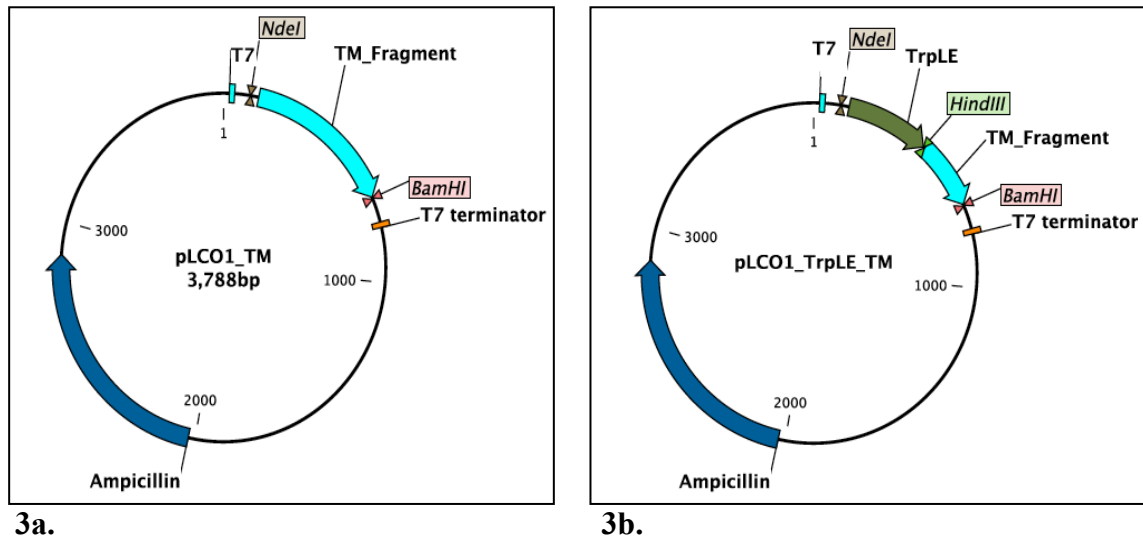 NdeI
T7
TM_Fragment
1
BamHI
T7 terminator
3000
pLCO1_TM
3,788bp
1000
2000
Ampicillin
3a.
NdeI
T7
TrpLE
HindIII
1
TM_Fragment
BamHI
T7 terminator
3000
pLCO1_TrpLE_TM
1000
2000
Ampicillin
3b.